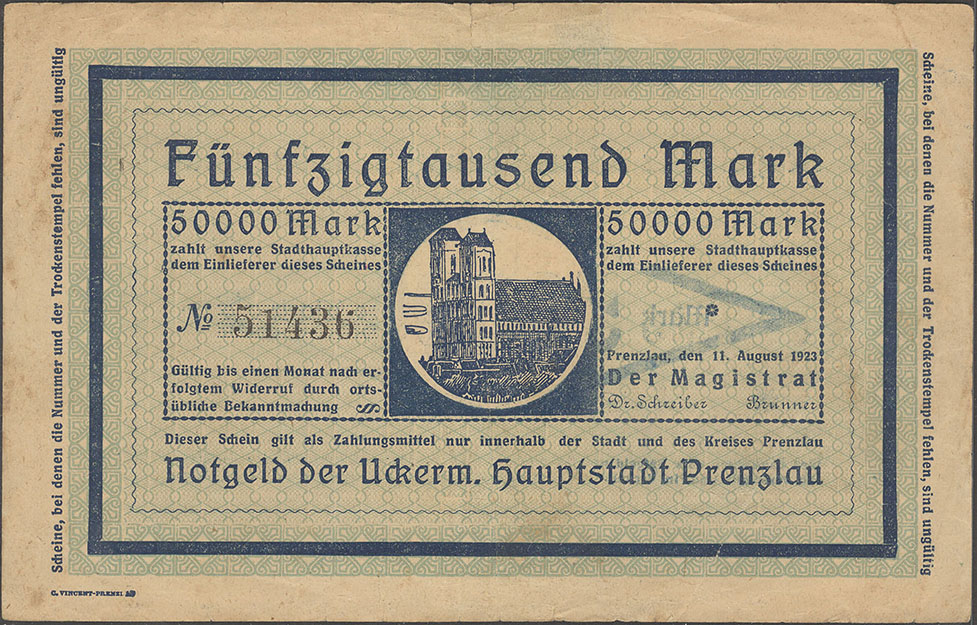 Fünfzigtausend Mark
50000 Mark
zahlt unsere Stadthauptkasse
dem Einlieferer dieses Scheines
№ 51436
Gültig bis einen Monat nach er-
folgtem Widerruf durch orts-
übliche Bekanntmachung §
50000 Mark
zahlt unsere Stadthauptkasse
dem Einlieferer dieses Scheines
Mark
Prenzlau, den 11. August 1923
Der Magistrat
Dr. Schreiber Brunner
Dieser Schein gilt als Zahlungsmittel nur innerhalb der Stadt und des Kreises Prenzlau
Notgeld der Uckerm. Hauptstadt Prenzlau
Scheine, bei denen die Nummer und der Trockenstempel fehlen, sind ungültig
Scheine, bei denen die Nummer und der Trockenstempel fehlen, sind ungültig
C. VINCENT-PRENZLAU